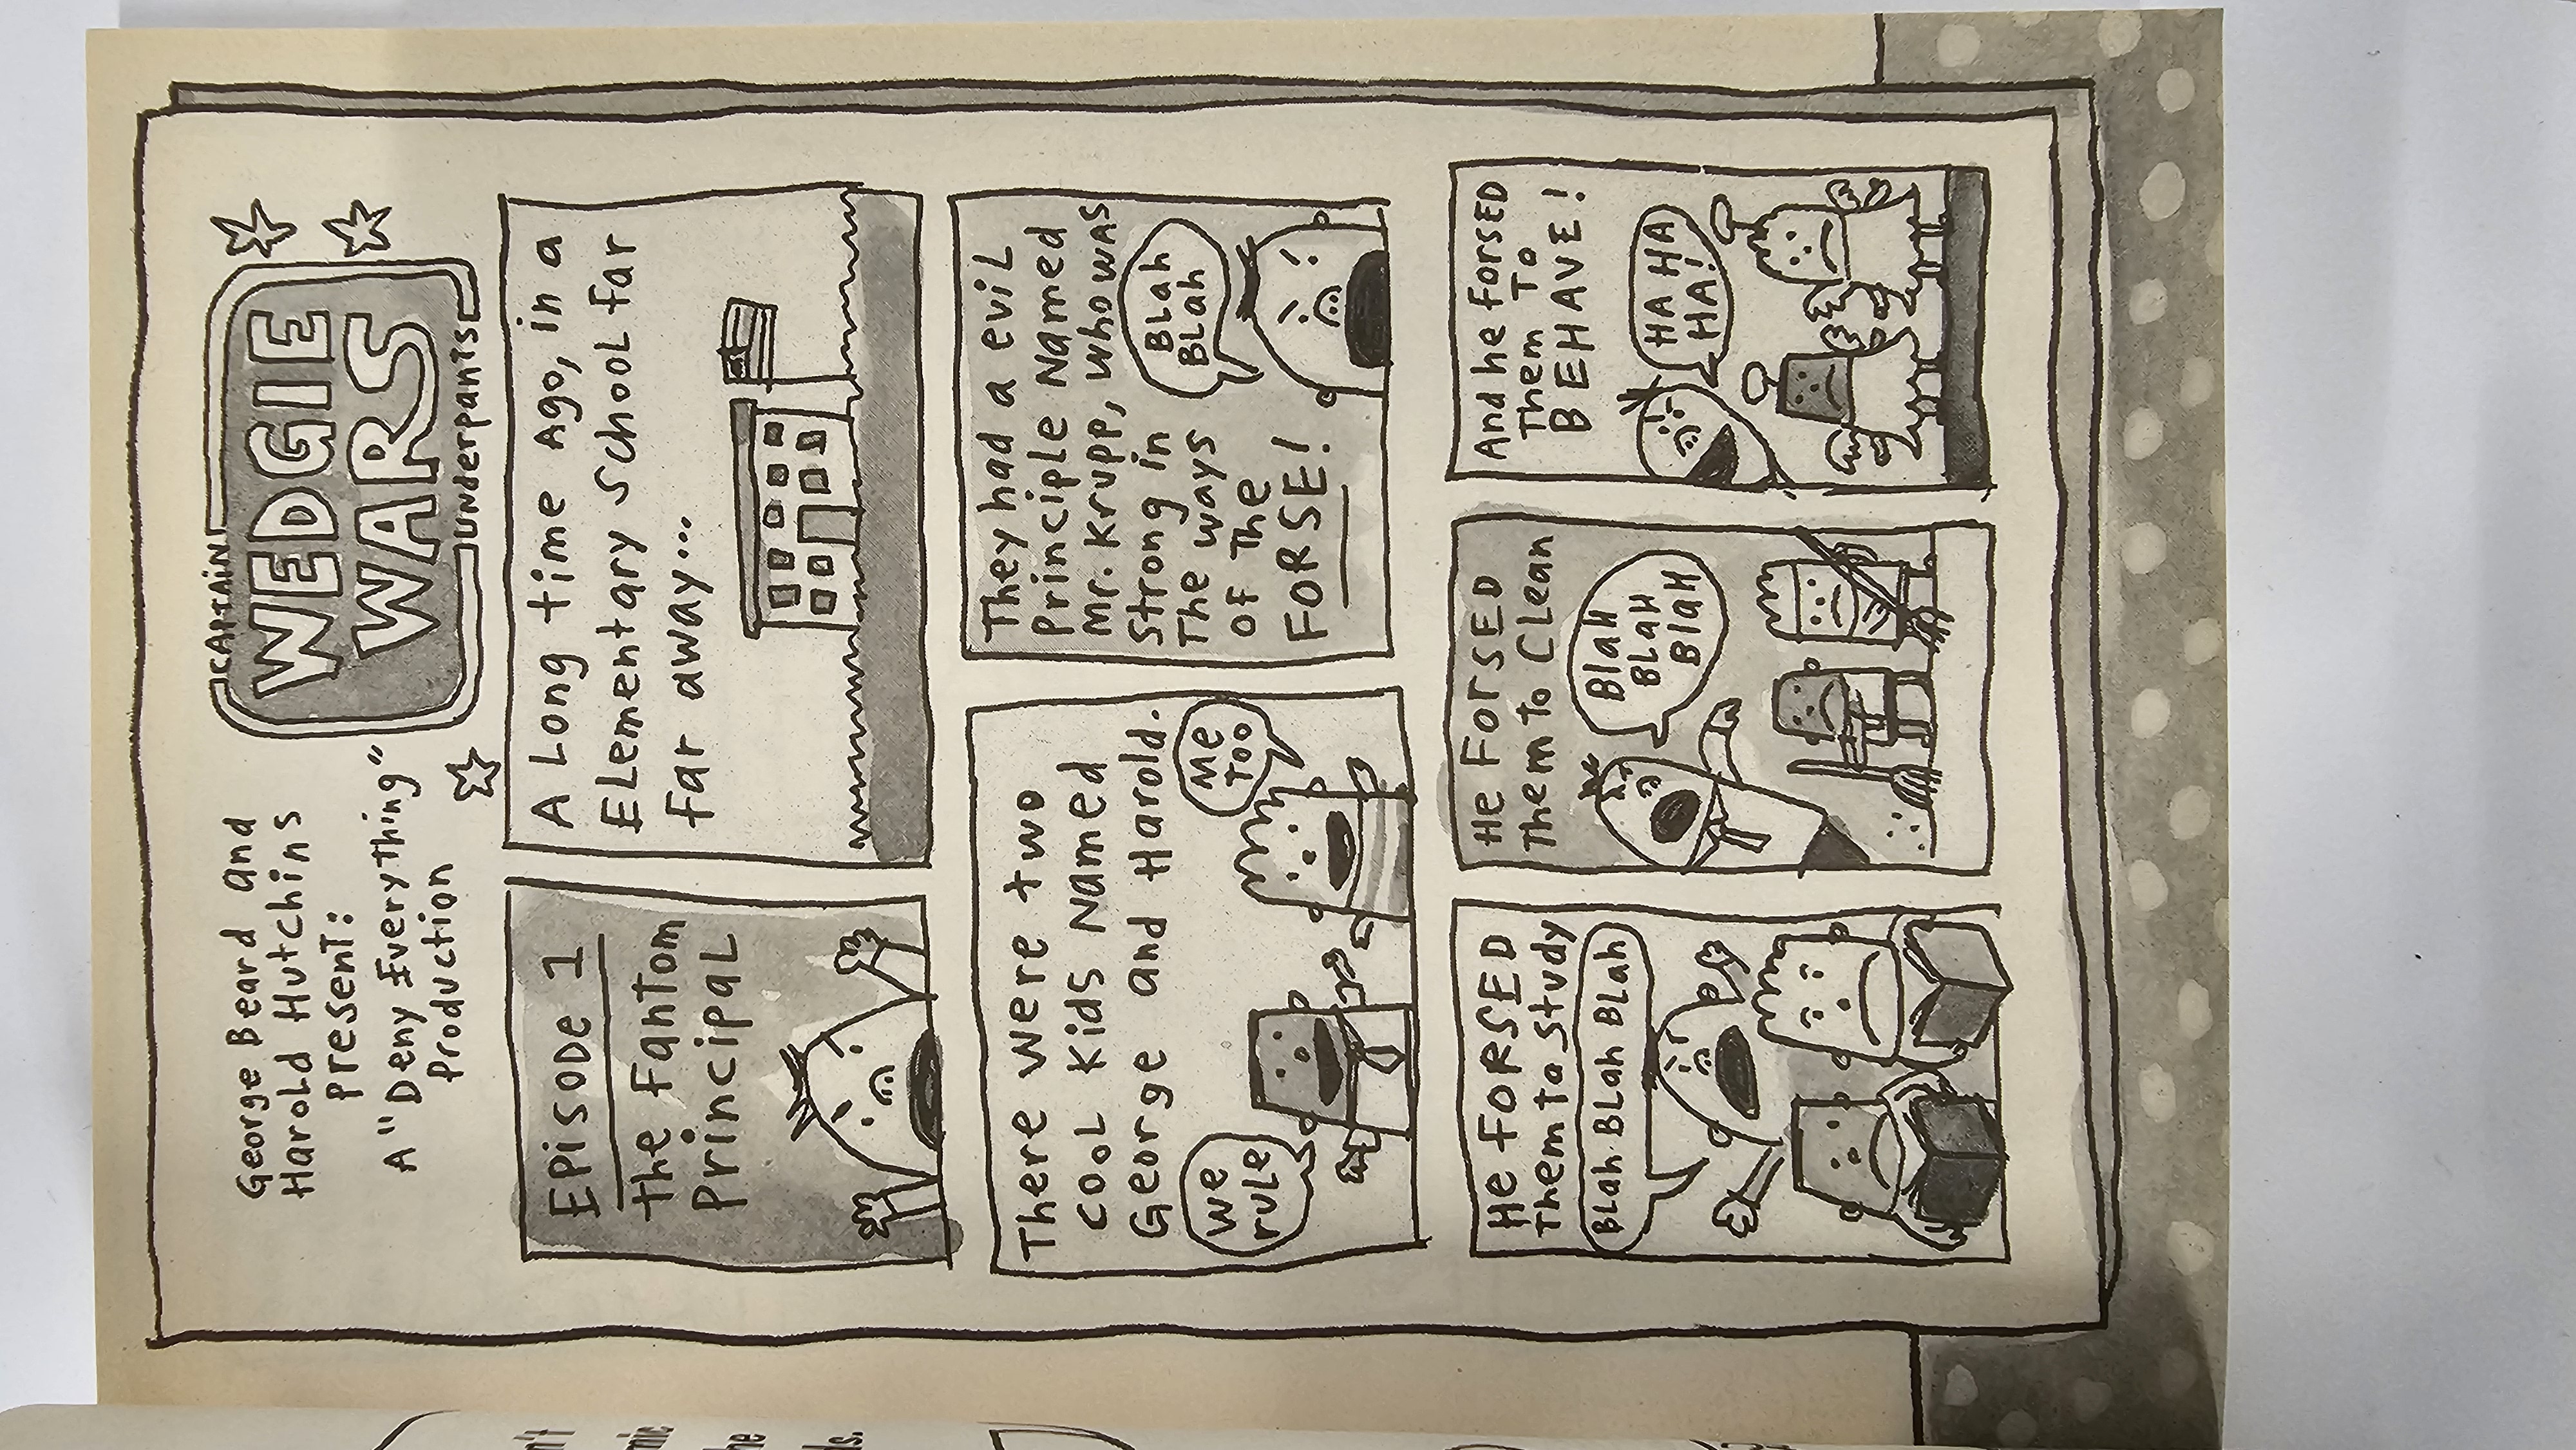 George Beard and
Harold Hutchins
present:
A "Deny Everything"
Production
CAPTAIN
WEDGIE
WARS
Underpants
Episode 1
the Fantom
Principal
A Long time Ago, in a
Elementary School far
far away...
There were two
cool Kids Named
George and Harold.
we
rule
Me
Too
They had a evil
Principle Named
Mr. Krupp, who was
strong in
The ways
of The
FORSE!
BLah
BLah
He FORSED
Them to Study
BLah BLah BLah
He ForSED
Them to Clean
BlaH
BLaH
BlaH
And he forsED
Them To
BEHAVE!
HA HA
HA!
n't
mic
he
ds.